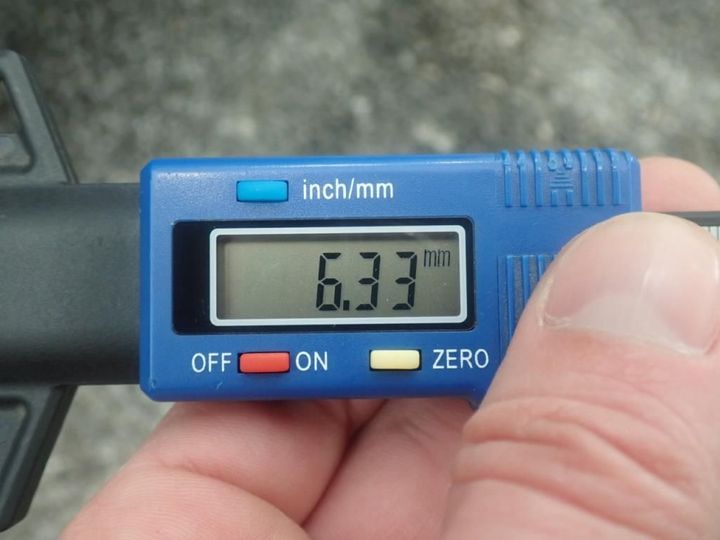 inch/mm
6.33 mm
OFF ON ZERO